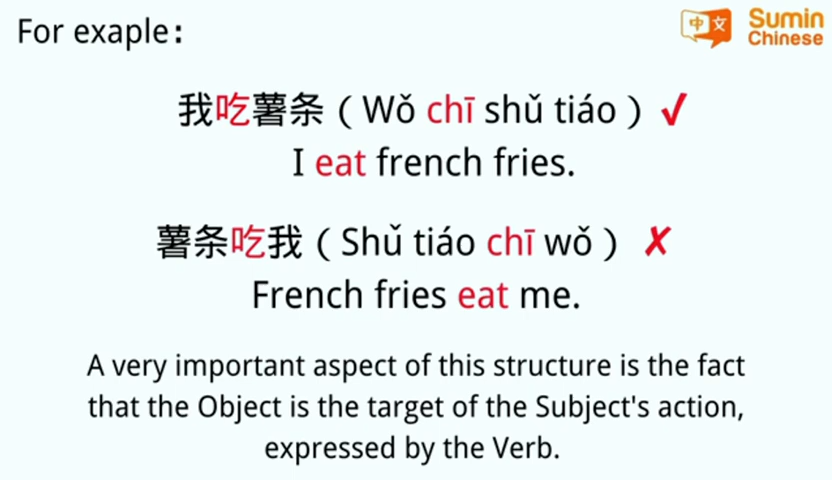 For exaple:
中文
Sumin
Chinese
我吃薯条（Wǒ chī shǔ tiáo）✓
I eat french fries.
薯条吃我（Shǔ tiáo chī wǒ） ✗
French fries eat me.
A very important aspect of this structure is the fact
that the Object is the target of the Subject's action,
expressed by the Verb.